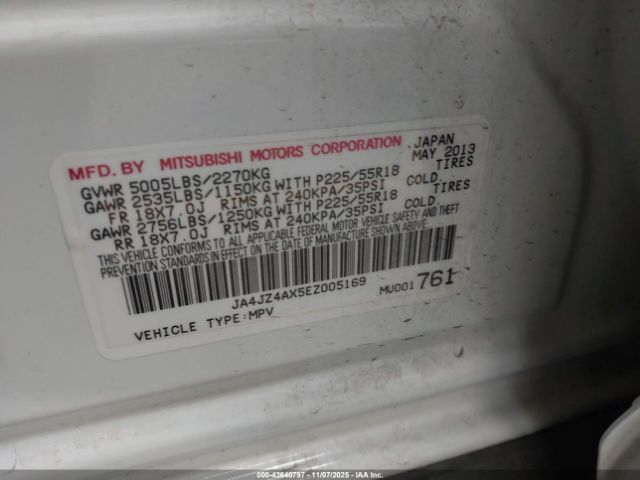 MFD. BY MITSUBISHI MOTORS CORPORATION JAPAN
GVWR 5005LBS/2270KG MAY 2013
GAWR 2535LBS/1150KG WITH P225/55R18 TIRES
FR 18X7.0J RIMS AT 240KPA/35PSI COLD
GAWR 2756LBS/1250KG WITH P225/55R18 TIRES
RR 18X7.0J RIMS AT 240KPA/35PSI COLD
THIS VEHICLE CONFORMS TO ALL APPLICABLE FEDERAL MOTOR VEHICLE SAFETY AND THEFT
PREVENTION STANDARDS IN EFFECT ON THE DATE OF MANUFACTURE SHOWN ABOVE.
JA4JZ4AX5EZ005169 MU001 761
VEHICLE TYPE:MPV
000-43640797 - 11/07/2025 - IAA Inc. (ON)